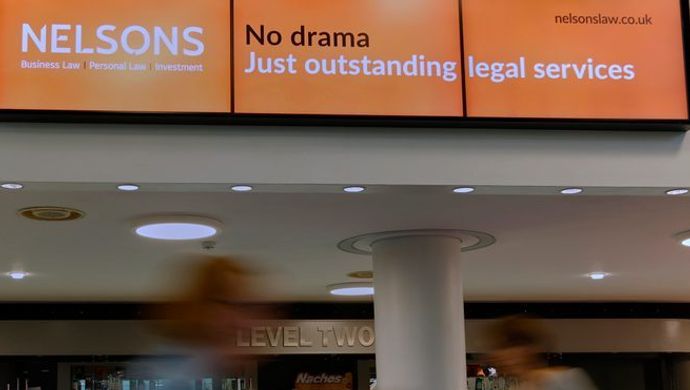 NELSONS
Business Law | Personal Law | Investment
No drama
Just outstanding legal services
nelsonslaw.co.uk
LEVEL TWO
Nachos